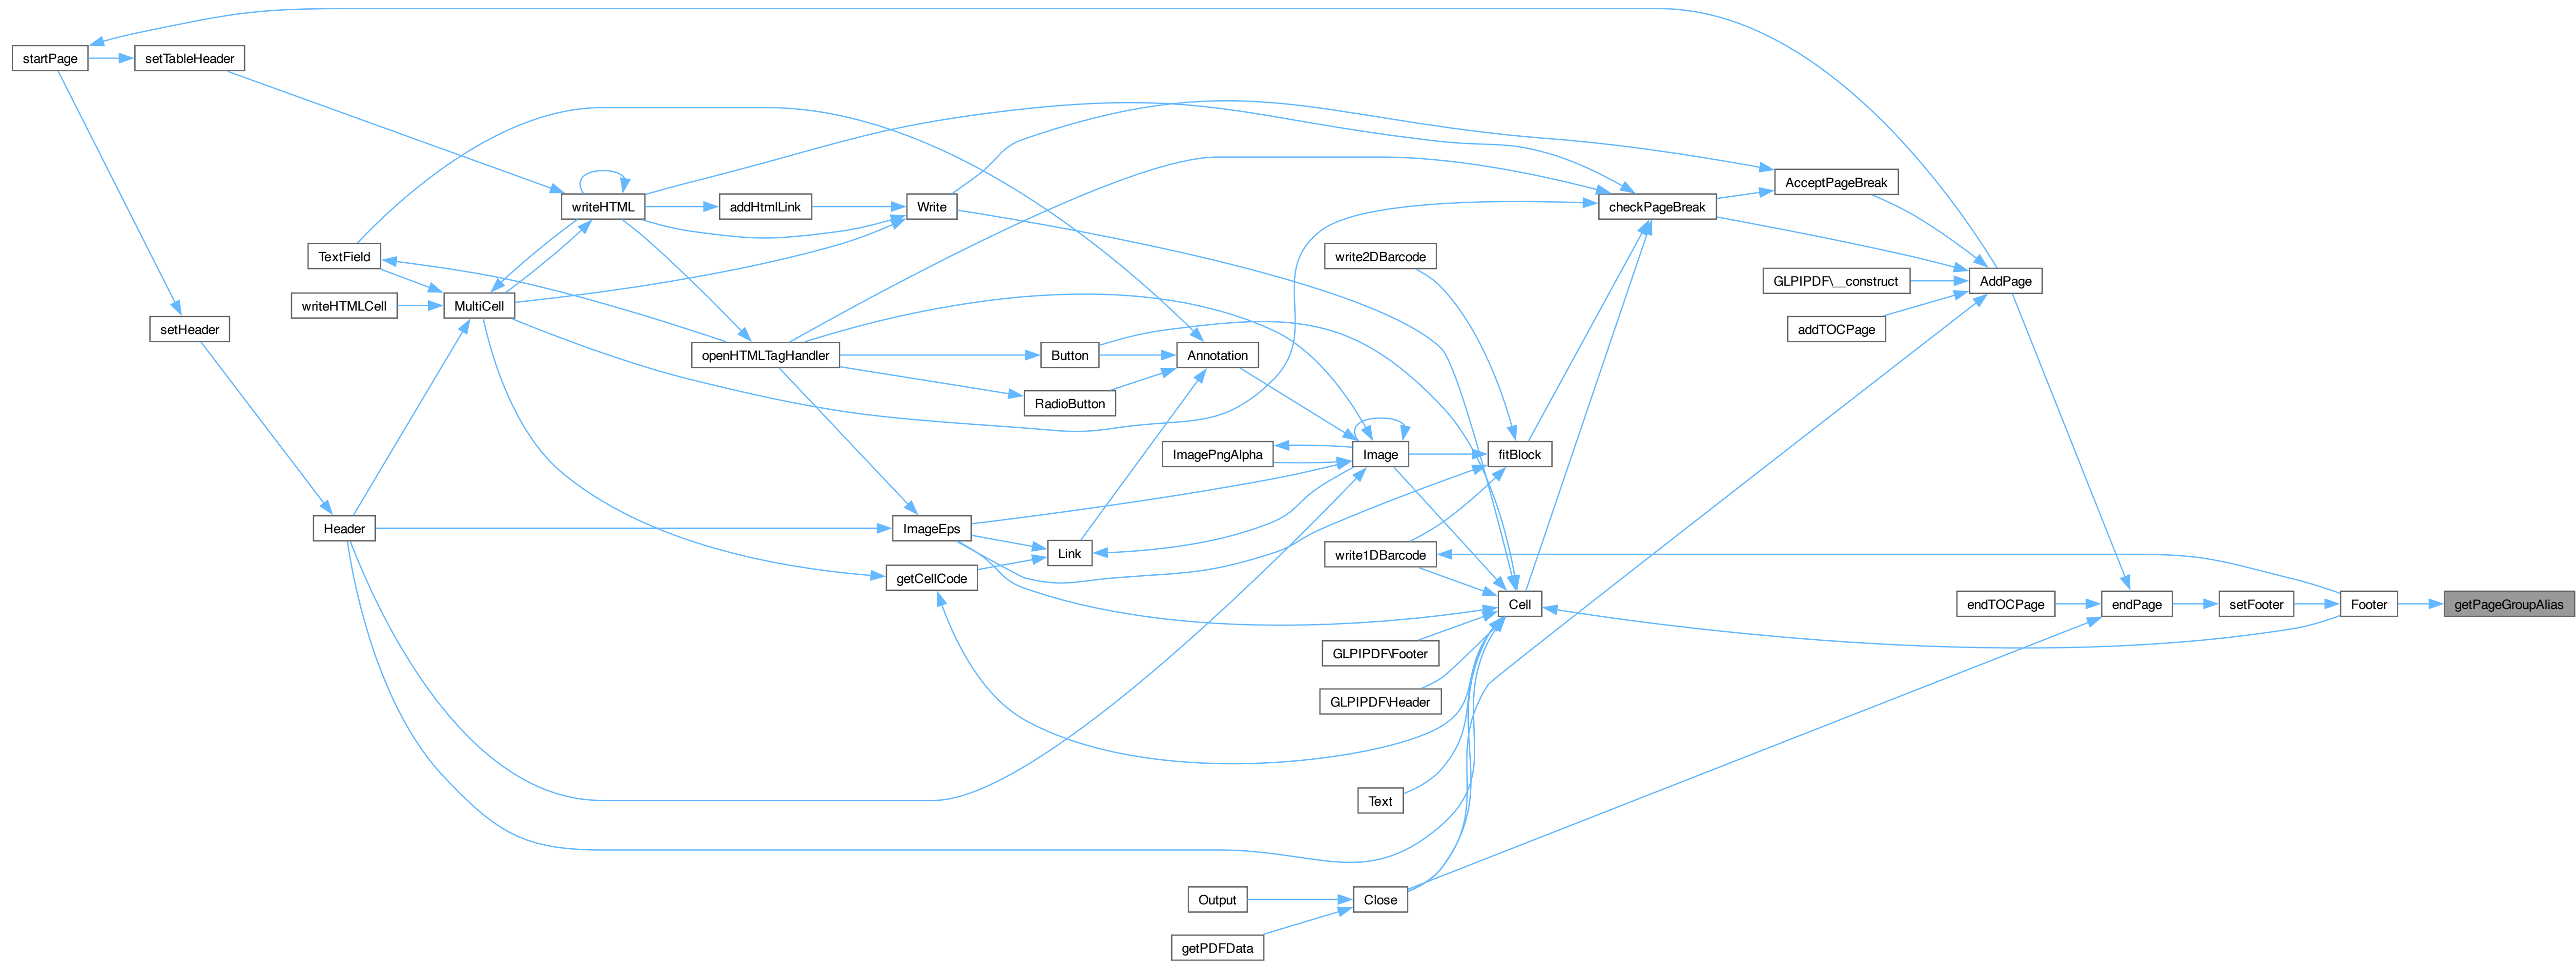 startPage
setTableHeader
AcceptPageBreak
writeHTML
addHtmlLink
Write
checkPageBreak
TextField
write2DBarcode
GLPIPDF\__construct
AddPage
writeHTMLCell
MultiCell
setHeader
addTOCPage
openHTMLTagHandler
Button
Annotation
RadioButton
ImagePngAlpha
Image
fitBlock
Header
ImageEps
Link
write1DBarcode
getCellCode
Cell
endTOCPage
endPage
setFooter
Footer
getPageGroupAlias
GLPIPDF\Footer
GLPIPDF\Header
Text
Output
Close
getPDFData